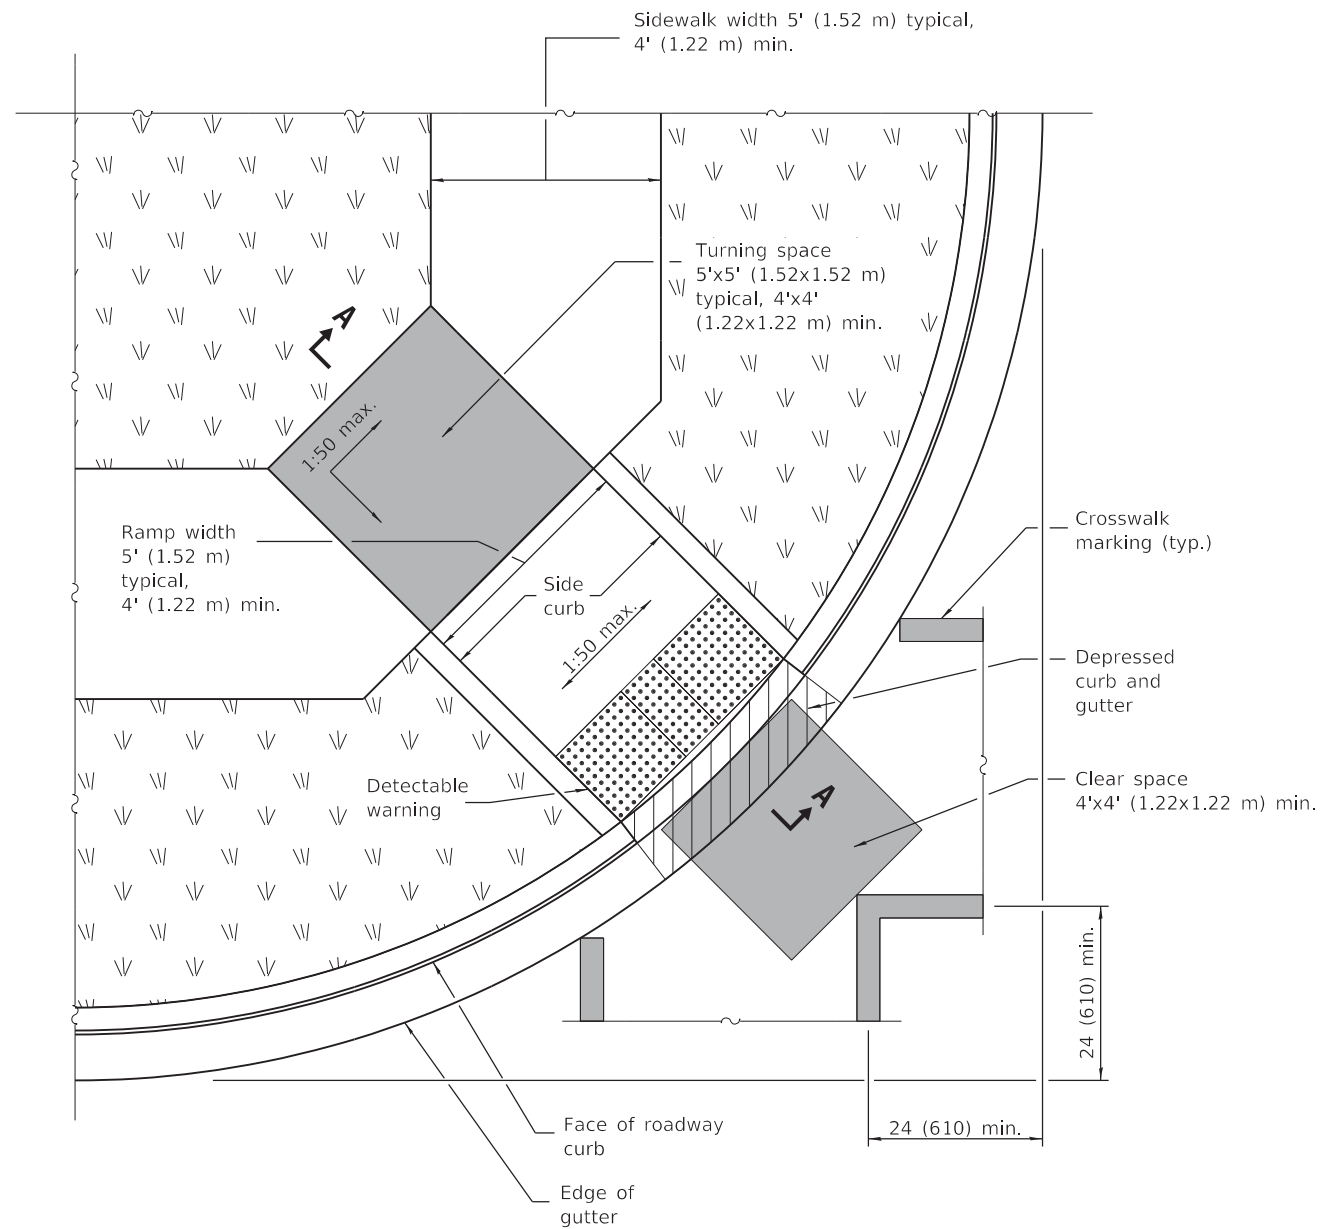 Sidewalk width 5' (1.52 m) typical,
4' (1.22 m) min.
Turning space
5'x5' (1.52x1.52 m)
typical, 4'x4'
(1.22x1.22 m) min.
A
1:50 max.
Ramp width
5' (1.52 m)
typical,
4' (1.22 m) min.
Side
curb
1:50 max.
Crosswalk
marking (typ.)
Depressed
curb and
gutter
Detectable
warning
Clear space
4'x4' (1.22x1.22 m) min.
A
24 (610) min.
24 (610) min.
Face of roadway
curb
Edge of
gutter